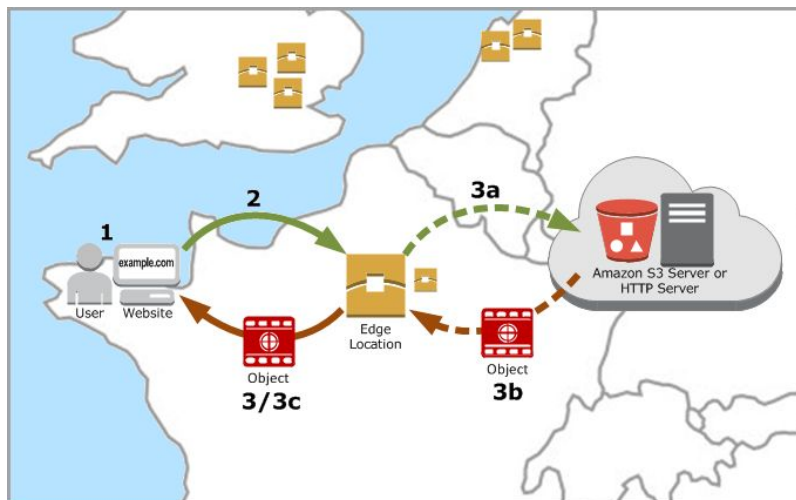 1
2
3a
example.com
User
Website
Edge
Location
Amazon S3 Server or
HTTP Server
Object
3/3c
Object
3b